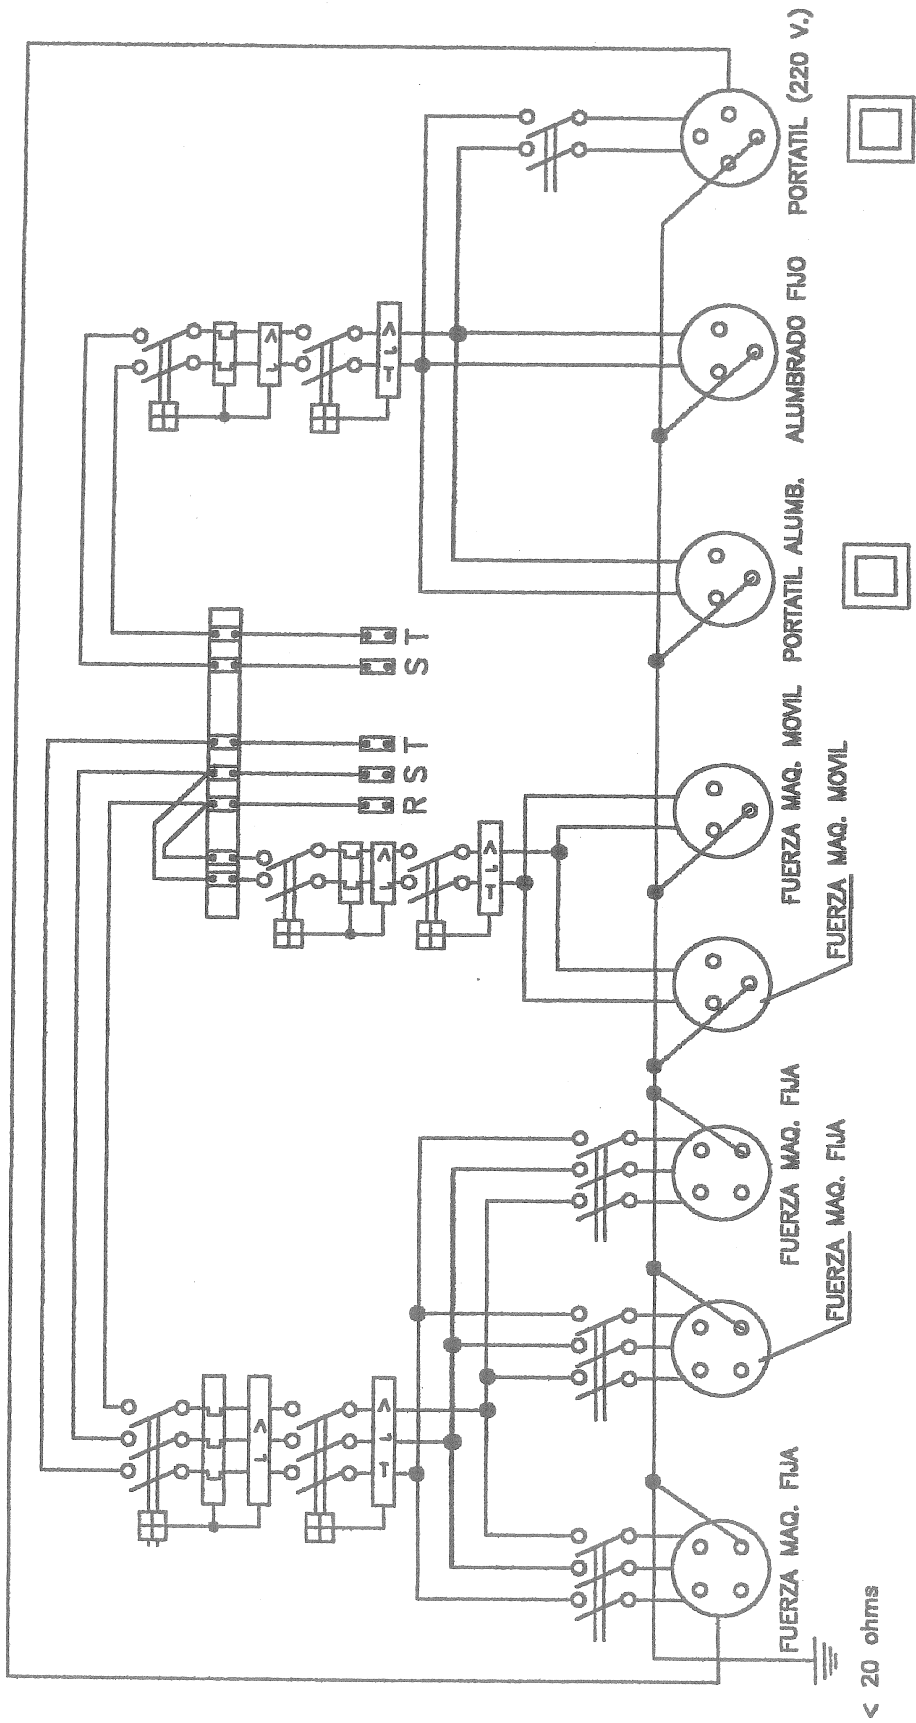 R S T
S T
I >
I >
T I >
T I >
I >
T I >
FUERZA MAQ. FIJA
FUERZA MAQ. FIJA
FUERZA MAQ. FIJA
FUERZA MAQ. MOVIL
FUERZA MAQ. MOVIL
PORTATIL ALUMB.
ALUMBRADO FIJO
PORTATIL (220 V.)
< 20 ohms